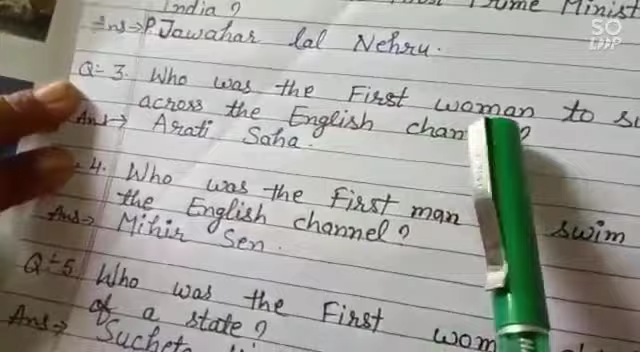 India?
Prime Minist
Ans→ P. Jawahar lal Nehru.
SO
LOOP
Q-3. Who was the First woman to
across the English chan ?
Ans→ Arati Saha.
4. Who was the First man swim
the English channel?
Ans→ Mihir Sen.
Q-5 Who was the First wom
of a state?
Ans→ Suchet